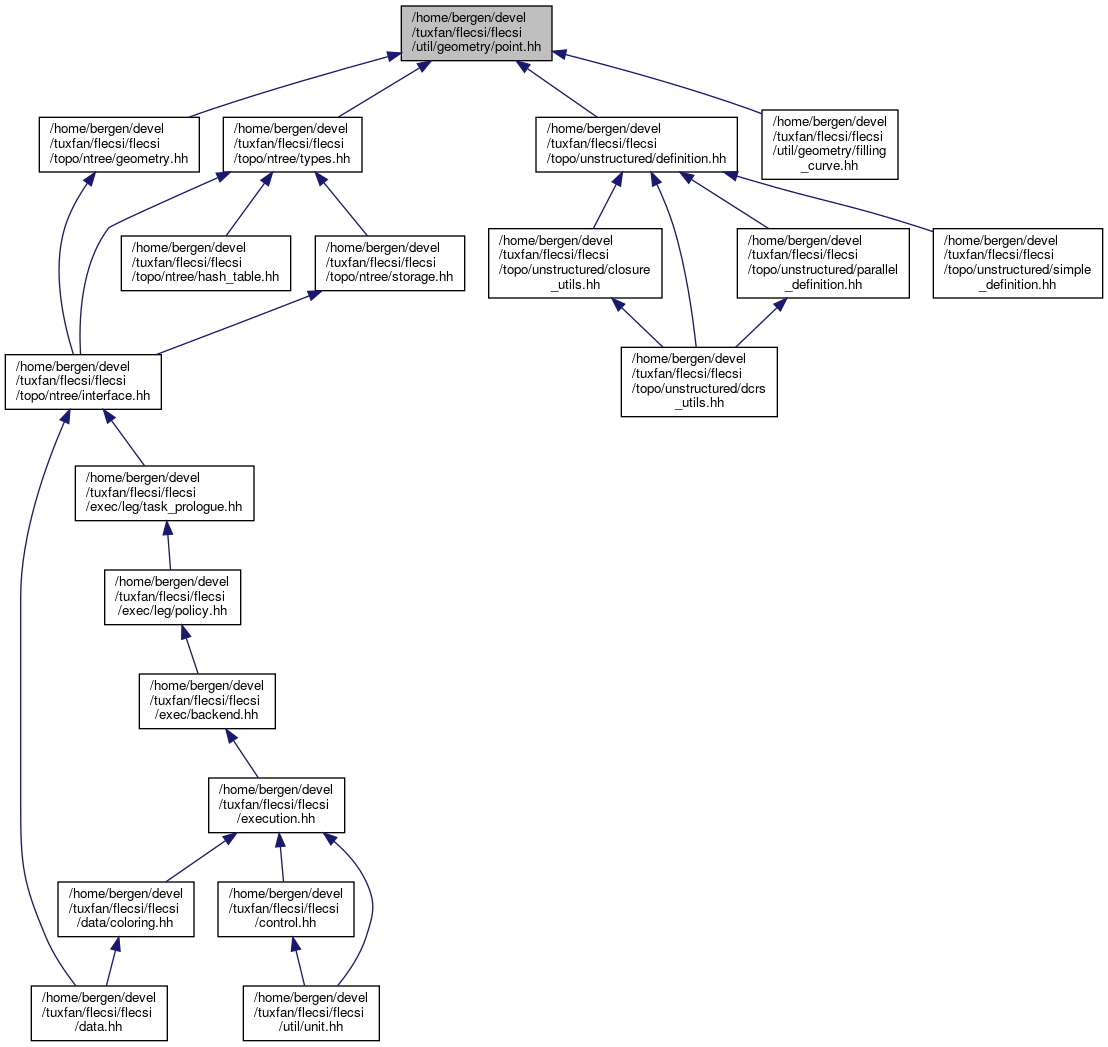 /home/bergen/devel
/tuxfan/flecsi/flecsi
/util/geometry/point.hh
/home/bergen/devel
/tuxfan/flecsi/flecsi
/topo/ntree/geometry.hh
/home/bergen/devel
/tuxfan/flecsi/flecsi
/topo/ntree/types.hh
/home/bergen/devel
/tuxfan/flecsi/flecsi
/topo/unstructured/definition.hh
/home/bergen/devel
/tuxfan/flecsi/flecsi
/util/geometry/filling
_curve.hh
/home/bergen/devel
/tuxfan/flecsi/flecsi
/topo/ntree/hash_table.hh
/home/bergen/devel
/tuxfan/flecsi/flecsi
/topo/ntree/storage.hh
/home/bergen/devel
/tuxfan/flecsi/flecsi
/topo/unstructured/closure
_utils.hh
/home/bergen/devel
/tuxfan/flecsi/flecsi
/topo/unstructured/parallel
_definition.hh
/home/bergen/devel
/tuxfan/flecsi/flecsi
/topo/unstructured/simple
_definition.hh
/home/bergen/devel
/tuxfan/flecsi/flecsi
/topo/ntree/interface.hh
/home/bergen/devel
/tuxfan/flecsi/flecsi
/topo/unstructured/dcrs
_utils.hh
/home/bergen/devel
/tuxfan/flecsi/flecsi
/exec/leg/task_prologue.hh
/home/bergen/devel
/tuxfan/flecsi/flecsi
/exec/leg/policy.hh
/home/bergen/devel
/tuxfan/flecsi/flecsi
/exec/backend.hh
/home/bergen/devel
/tuxfan/flecsi/flecsi
/execution.hh
/home/bergen/devel
/tuxfan/flecsi/flecsi
/data/coloring.hh
/home/bergen/devel
/tuxfan/flecsi/flecsi
/control.hh
/home/bergen/devel
/tuxfan/flecsi/flecsi
/data.hh
/home/bergen/devel
/tuxfan/flecsi/flecsi
/util/unit.hh